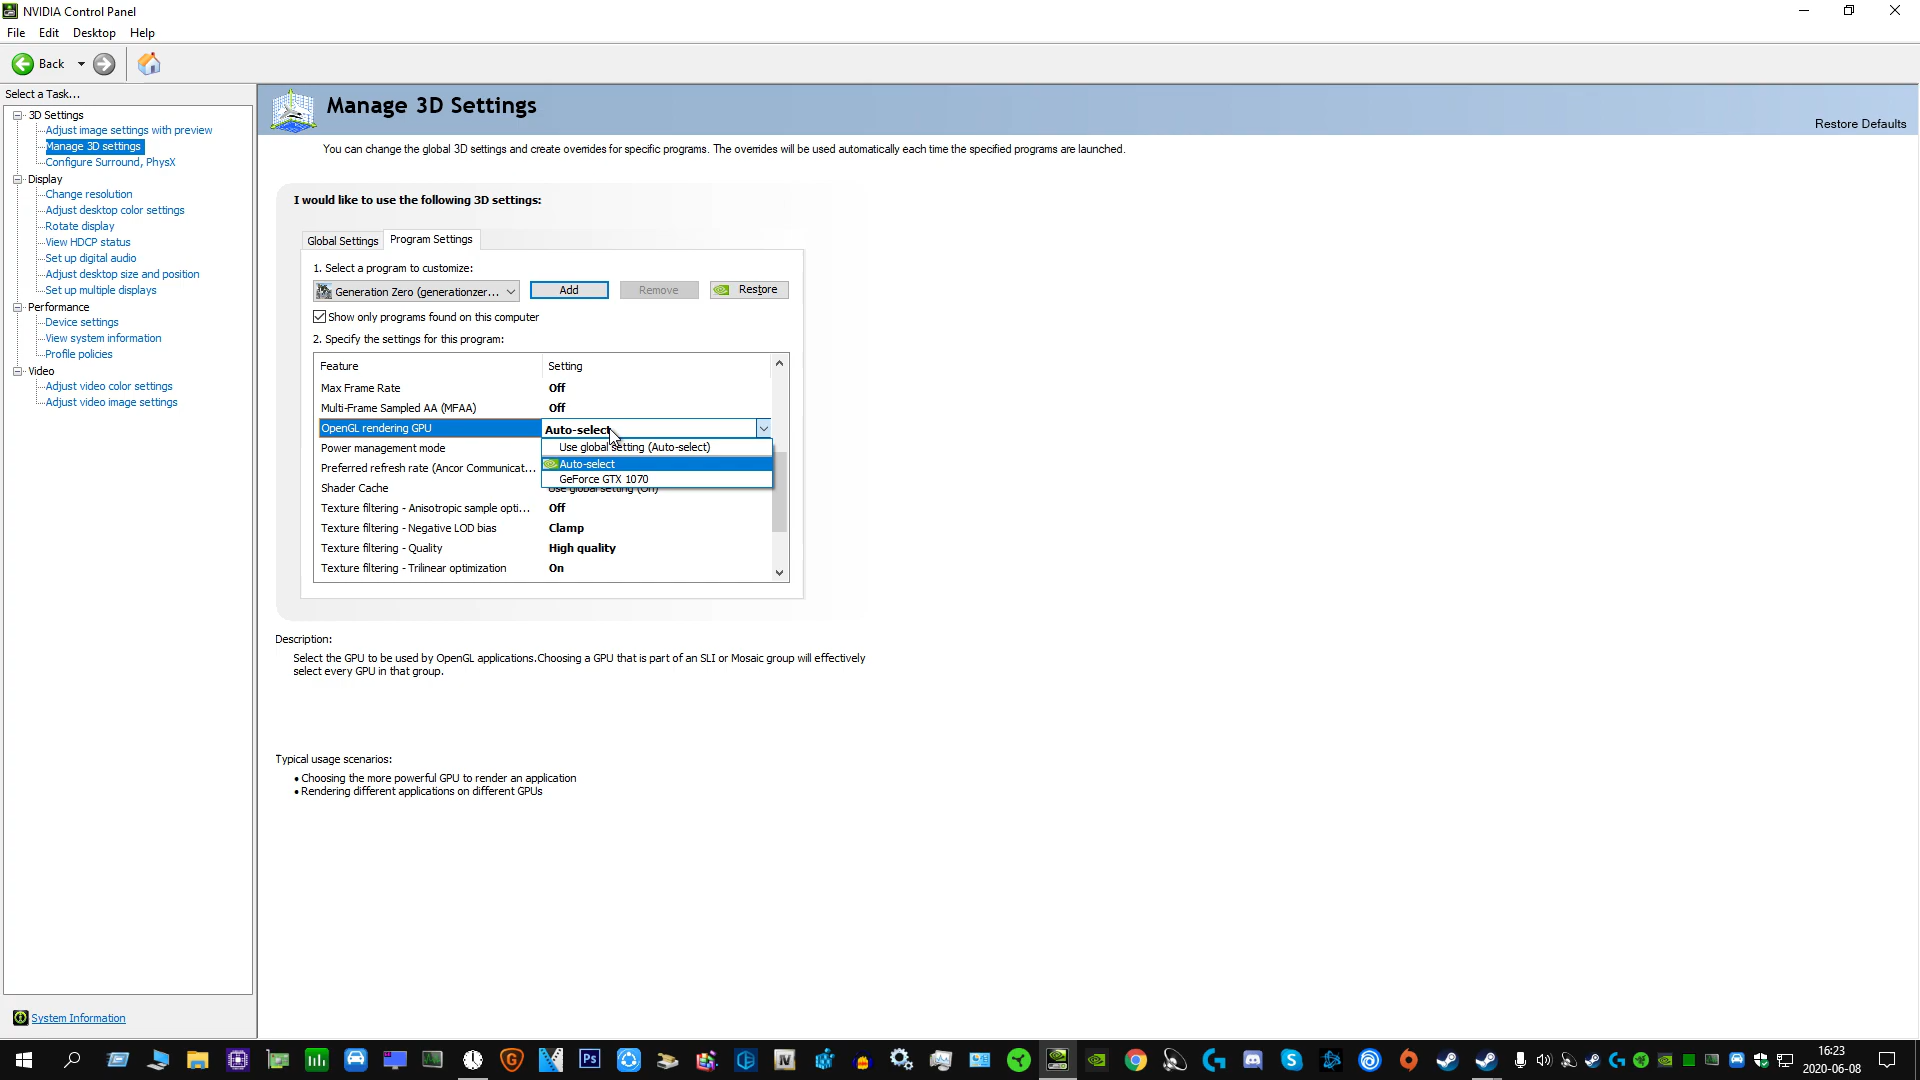 NVIDIA Control Panel
File Edit Desktop Help
Back
Select a Task...
3D Settings
Adjust image settings with preview
Manage 3D settings
Configure Surround, PhysX
Display
Change resolution
Adjust desktop color settings
Rotate display
View HDCP status
Set up digital audio
Adjust desktop size and position
Set up multiple displays
Performance
Device settings
View system information
Profile policies
Video
Adjust video color settings
Adjust video image settings
System Information
Manage 3D Settings
Restore Defaults
You can change the global 3D settings and create overrides for specific programs. The overrides will be used automatically each time the specified programs are launched.
I would like to use the following 3D settings:
Global Settings Program Settings
1. Select a program to customize:
Generation Zero (generationzer... Add Remove Restore
Show only programs found on this computer
2. Specify the settings for this program:
Feature Setting
Max Frame Rate Off
Multi-Frame Sampled AA (MFAA) Off
OpenGL rendering GPU Auto-select
Use global setting (Auto-select)
Power management mode
Auto-select
Preferred refresh rate (Ancor Communicat...
GeForce GTX 1070
Shader Cache Use global setting (On)
Texture filtering - Anisotropic sample opti... Off
Texture filtering - Negative LOD bias Clamp
Texture filtering - Quality High quality
Texture filtering - Trilinear optimization On
Description:
Select the GPU to be used by OpenGL applications.Choosing a GPU that is part of an SLI or Mosaic group will effectively
select every GPU in that group.
Typical usage scenarios:
• Choosing the more powerful GPU to render an application
• Rendering different applications on different GPUs
16:23
2020-06-08